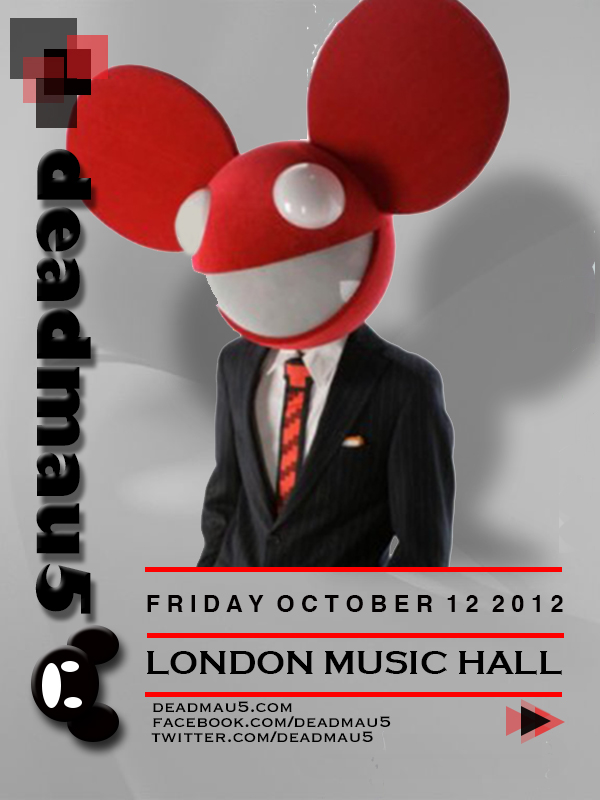 deadmau5
FRIDAY OCTOBER 12 2012
LONDON MUSIC HALL
DEADMAU5.COM
FACEBOOK.COM/DEADMAU5
TWITTER.COM/DEADMAU5